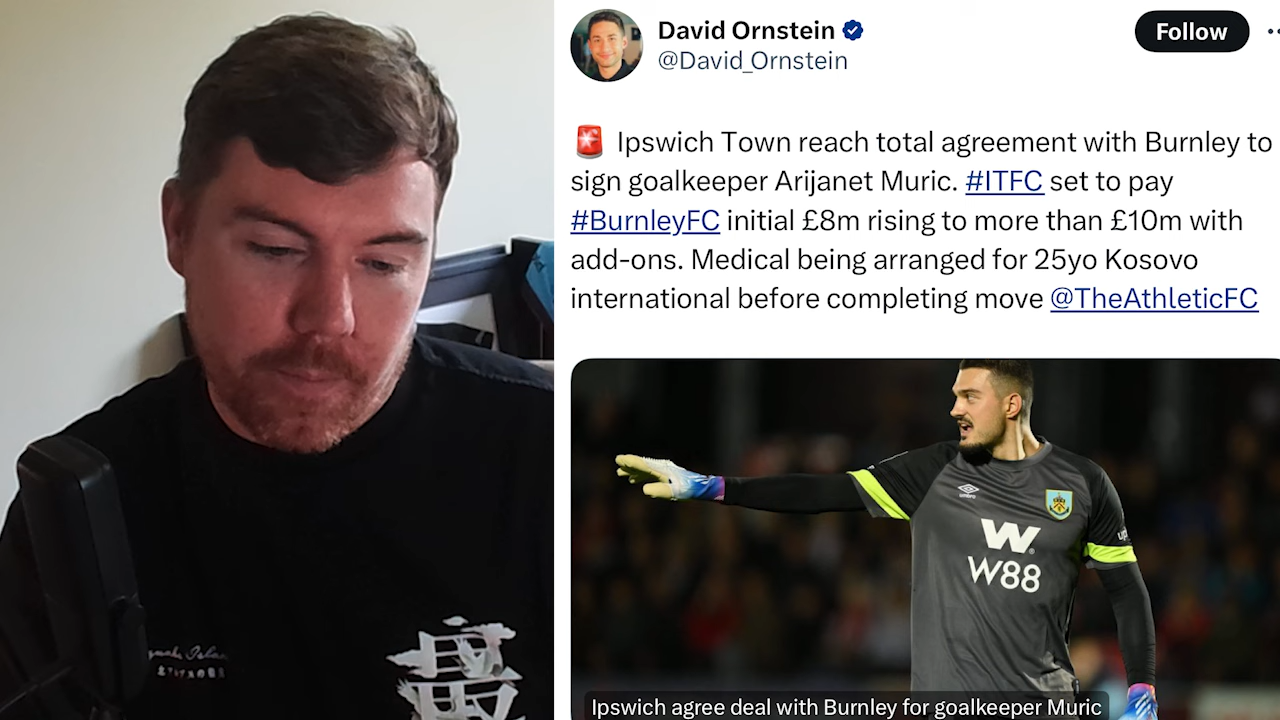 David Ornstein
@David_Ornstein
Follow
Ipswich Town reach total agreement with Burnley to
sign goalkeeper Arijanet Muric. #ITFC set to pay
#BurnleyFC initial £8m rising to more than £10m with
add-ons. Medical being arranged for 25yo Kosovo
international before completing move @TheAthleticFC
umbro
W
W88
Ipswich agree deal with Burnley for goalkeeper Muric